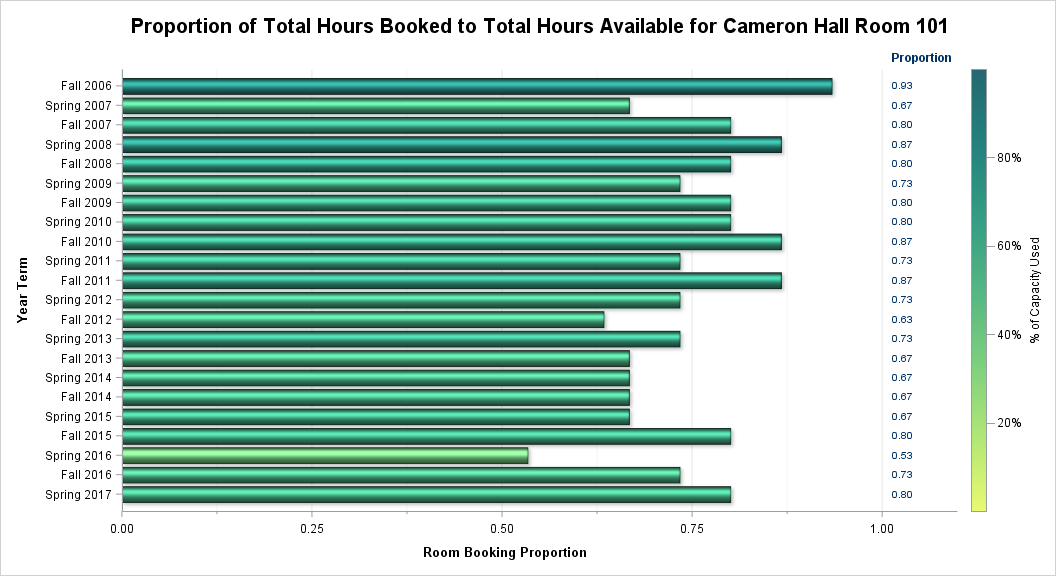 Proportion of Total Hours Booked to Total Hours Available for Cameron Hall Room 101
Proportion
Fall 2006 0.93
Spring 2007 0.67
Fall 2007 0.80
Spring 2008 0.87
Fall 2008 0.80
Spring 2009 0.73
Fall 2009 0.80
Spring 2010 0.80
Fall 2010 0.87
Spring 2011 0.73
Fall 2011 0.87
Spring 2012 0.73
Fall 2012 0.63
Spring 2013 0.73
Fall 2013 0.67
Spring 2014 0.67
Fall 2014 0.67
Spring 2015 0.67
Fall 2015 0.80
Spring 2016 0.53
Fall 2016 0.73
Spring 2017 0.80
Year Term
0.00 0.25 0.50 0.75 1.00
Room Booking Proportion
80%
60%
40%
20%
% of Capacity Used